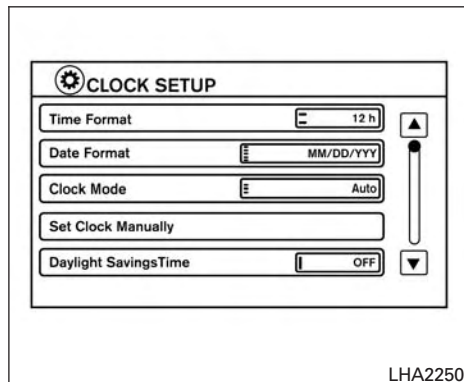 CLOCK SETUP
Time Format 12 h
Date Format MM/DD/YYY
Clock Mode Auto
Set Clock Manually
Daylight SavingsTime OFF
LHA2250